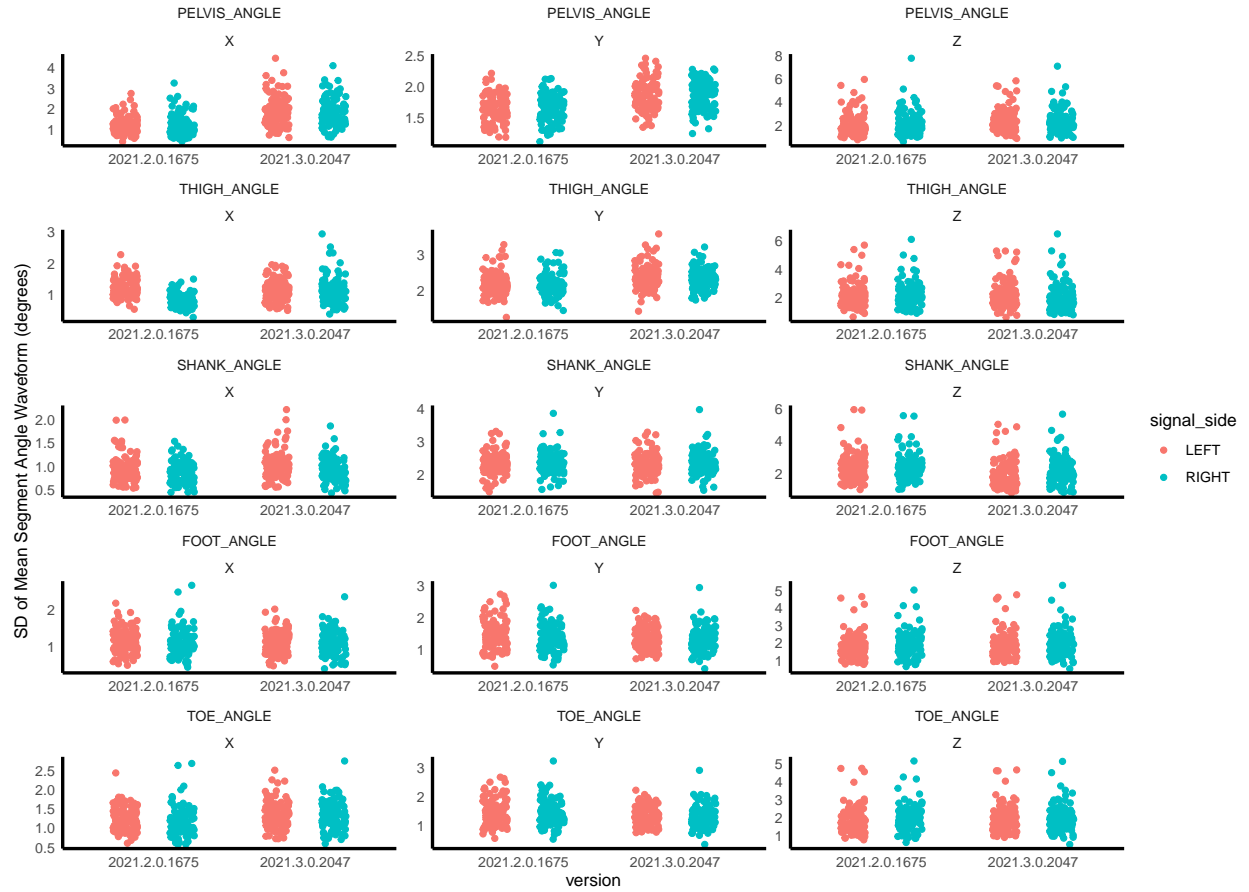 PELVIS_ANGLE PELVIS_ANGLE PELVIS_ANGLE
X Y Z
4 3 2 1
2.5 2.0 1.5
8 6 4 2
2021.2.0.1675 2021.3.0.2047 2021.2.0.1675 2021.3.0.2047 2021.2.0.1675 2021.3.0.2047
THIGH_ANGLE THIGH_ANGLE THIGH_ANGLE
X Y Z
3 2 1
3 2
6 4 2
2021.2.0.1675 2021.3.0.2047 2021.2.0.1675 2021.3.0.2047 2021.2.0.1675 2021.3.0.2047
SHANK_ANGLE SHANK_ANGLE SHANK_ANGLE
X Y Z
2.0 1.5 1.0 0.5
4 3 2
6 4 2
2021.2.0.1675 2021.3.0.2047 2021.2.0.1675 2021.3.0.2047 2021.2.0.1675 2021.3.0.2047
FOOT_ANGLE FOOT_ANGLE FOOT_ANGLE
X Y Z
2 1
3 2 1
5 4 3 2 1
2021.2.0.1675 2021.3.0.2047 2021.2.0.1675 2021.3.0.2047 2021.2.0.1675 2021.3.0.2047
TOE_ANGLE TOE_ANGLE TOE_ANGLE
X Y Z
2.5 2.0 1.5 1.0 0.5
3 2 1
5 4 3 2 1
2021.2.0.1675 2021.3.0.2047 2021.2.0.1675 2021.3.0.2047 2021.2.0.1675 2021.3.0.2047
version
SD of Mean Segment Angle Waveform (degrees)
signal_side
LEFT
RIGHT